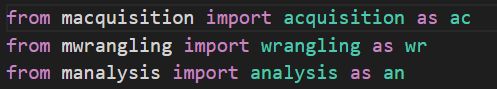 from macquisition import acquisition as ac
from mwrangling import wrangling as wr
from manalysis import analysis as an